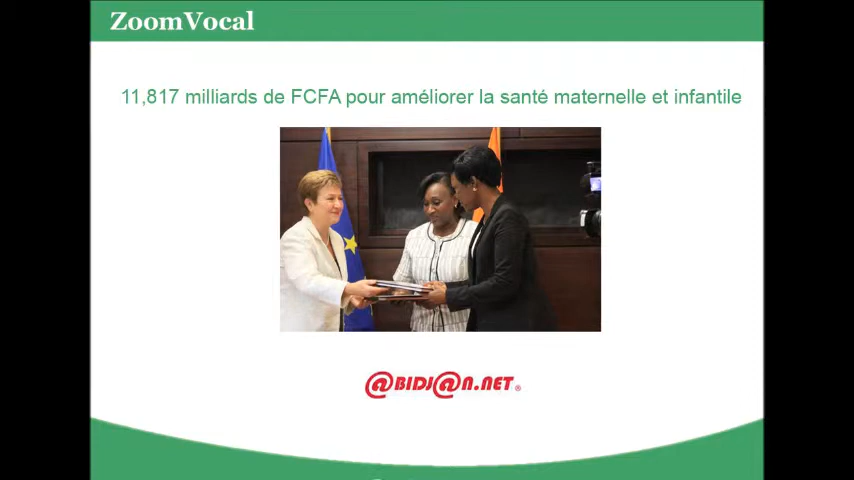 ZoomVocal
11,817 milliards de FCFA pour améliorer la santé maternelle et infantile
@BIDJ@N.NET®